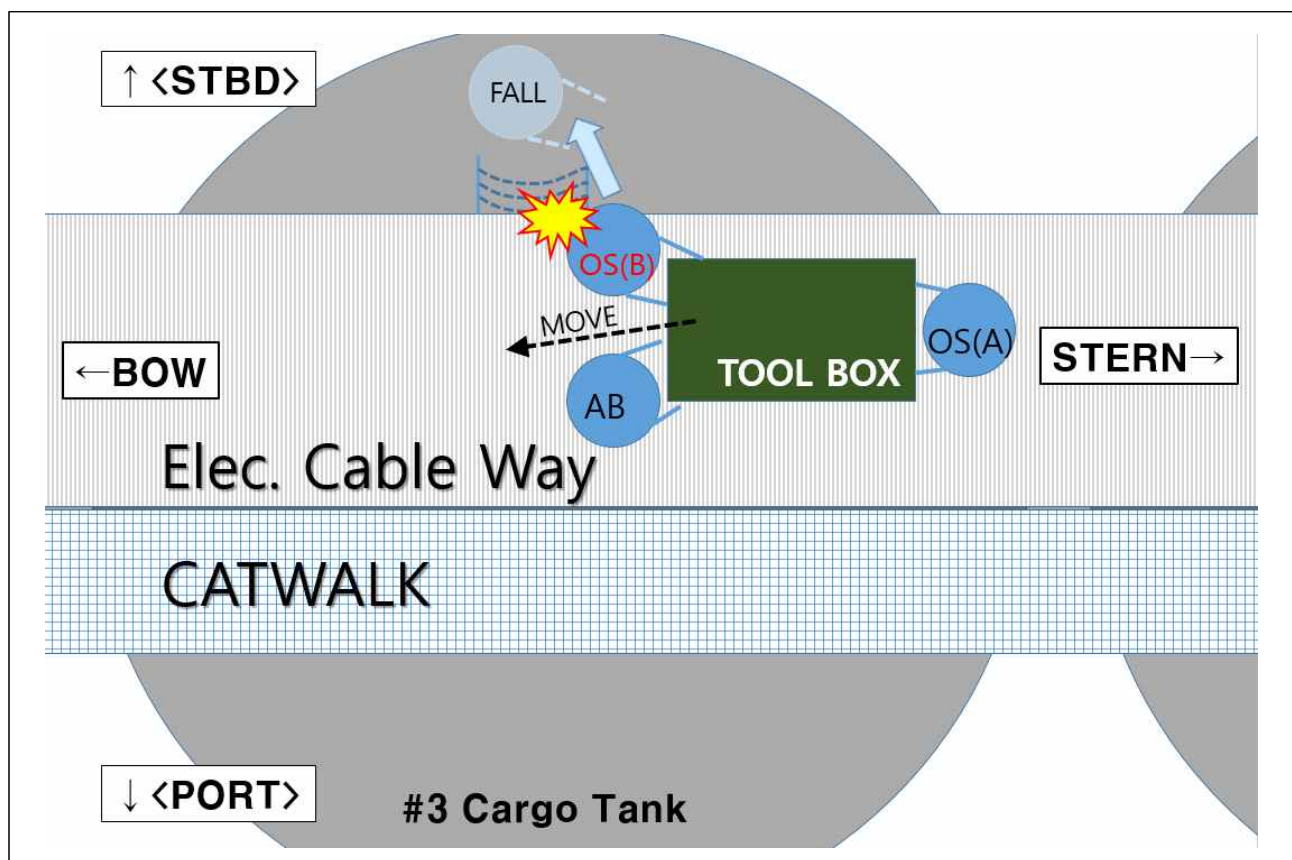 ↑<STBD>
FALL
OS(B)
MOVE
←BOW
TOOL BOX
OS(A)
STERN→
AB
Elec. Cable Way
CATWALK
↓<PORT>
#3 Cargo Tank